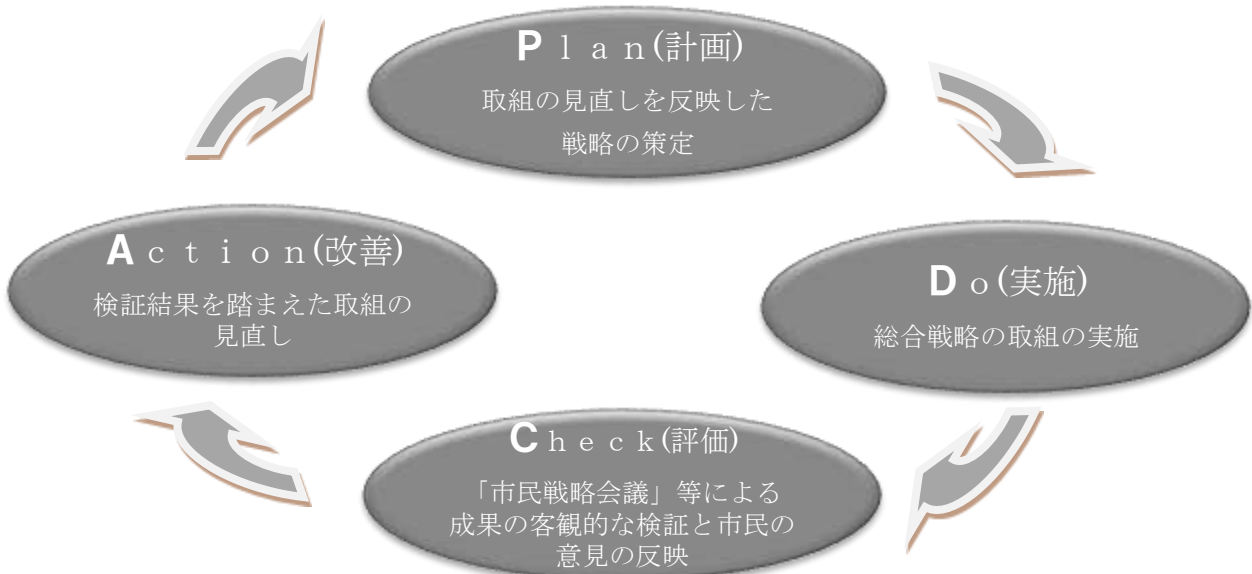 Plan(計画)
取組の見直しを反映した
戦略の策定
Action(改善)
検証結果を踏まえた取組の
見直し
Do(実施)
総合戦略の取組の実施
Check(評価)
「市民戦略会議」等による
成果の客観的な検証と市民の
意見の反映